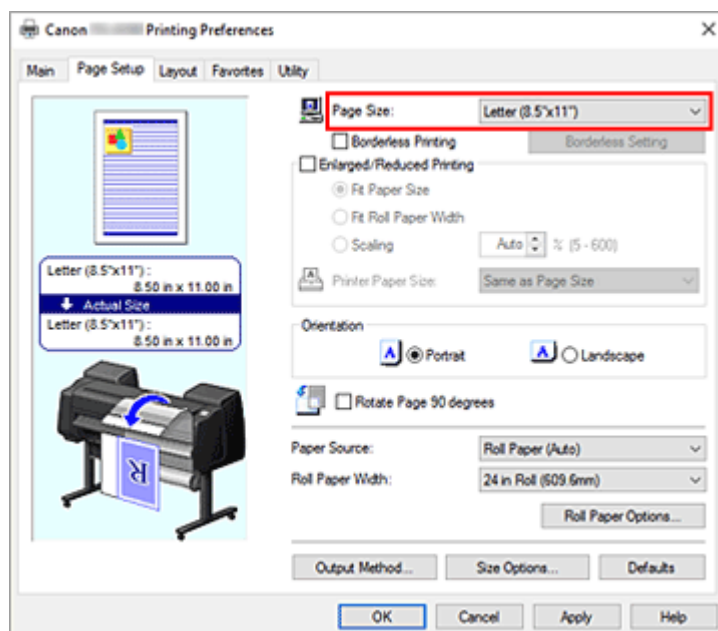 Canon Printing Preferences
Main Page Setup Layout Favorites Utility
Page Size: Letter (8.5"x11")
Borderless Printing Borderless Setting
Enlarged/Reduced Printing
Fit Paper Size
Fit Roll Paper Width
Scaling Auto % (5 - 600)
Printer Paper Size: Same as Page Size
Letter (8.5"x11") :
8.50 in x 11.00 in
Actual Size
Letter (8.5"x11") :
8.50 in x 11.00 in
Orientation
A Portrait A Landscape
Rotate Page 90 degrees
R
Paper Source: Roll Paper (Auto)
Roll Paper Width: 24 in Roll (609.6mm)
Roll Paper Options...
Output Method... Size Options... Defaults
OK Cancel Apply Help